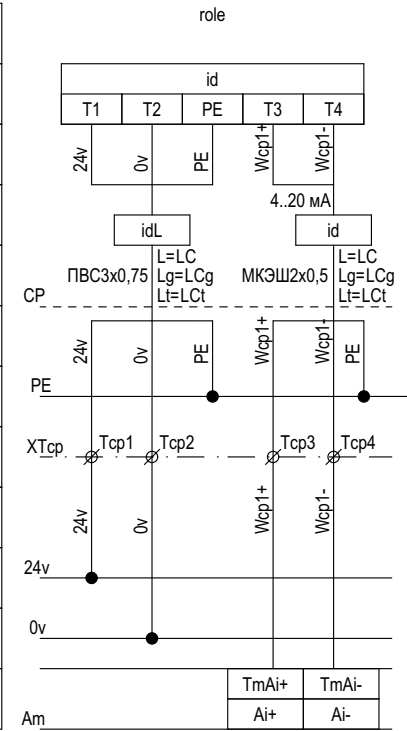 role
id
T1 T2 PE T3 T4
24v 0v PE Wcp1+ Wcp1-
4..20 мА
idL id
ПВС3х0,75 L=LC Lg=LCg Lt=LCt МКЭШ2х0,5 L=LC Lg=LCg Lt=LCt
CP
24v 0v PE Wcp1+ Wcp1- PE
PE
XTcp Tcp1 Tcp2 Tcp3 Tcp4
24v 0v Wcp1+ Wcp1-
24v
0v
TmAi+ TmAi-
Am Ai+ Ai-